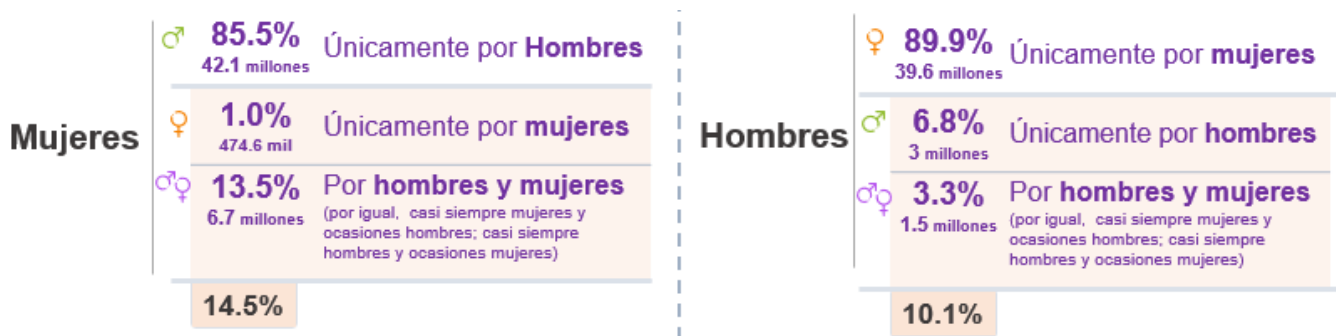 Mujeres
85.5%
42.1 millones
Únicamente por Hombres
1.0%
474.6 mil
Únicamente por mujeres
13.5%
6.7 millones
Por hombres y mujeres
(por igual, casi siempre mujeres y
ocasiones hombres; casi siempre
hombres y ocasiones mujeres)
14.5%
Hombres
89.9%
39.6 millones
Únicamente por mujeres
6.8%
3 millones
Únicamente por hombres
3.3%
1.5 millones
Por hombres y mujeres
(por igual, casi siempre mujeres y
ocasiones hombres; casi siempre
hombres y ocasiones mujeres)
10.1%